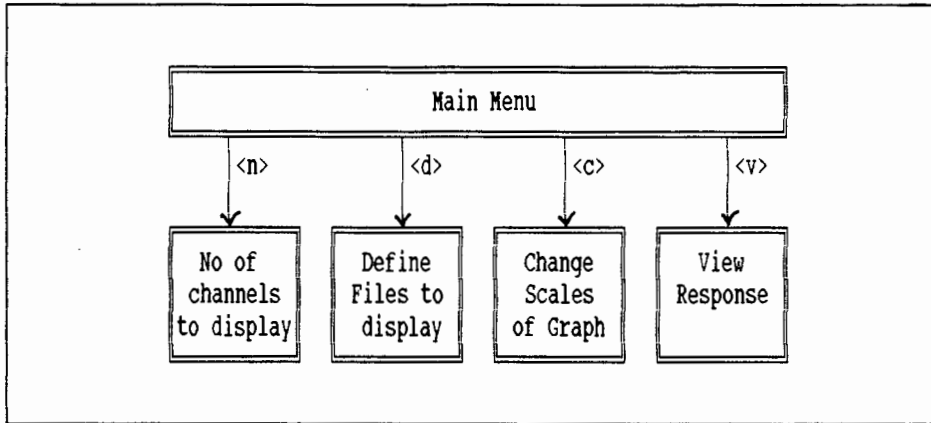 Main Menu
<n>
<d>
<c>
<v>
No of
channels
to display
Define
Files to
display
Change
Scales
of Graph
View
Response